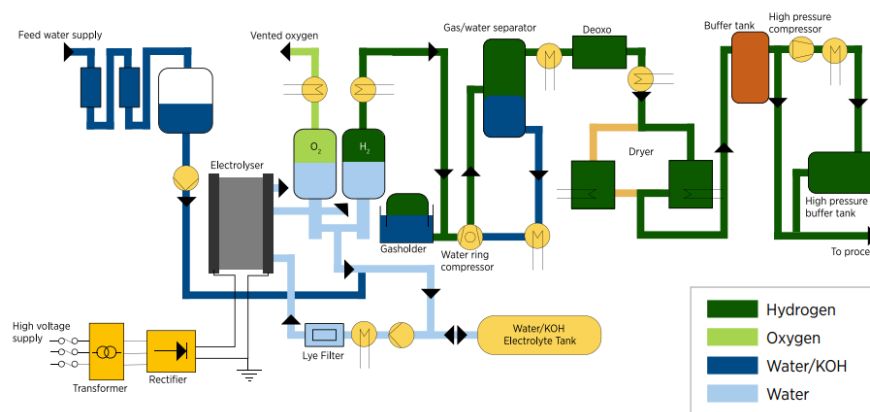 Feed water supply
Vented oxygen
Gas/water separator
Deoxo
Buffer tank
High pressure
compressor
O2
H2
Electrolyser
Dryer
Gasholder
Water ring
compressor
High pressure
buffer tank
To proce
High voltage
supply
Transformer
Rectifier
Lye Filter
Water/KOH
Electrolyte Tank
M
M
M
M
Hydrogen
Oxygen
Water/KOH
Water